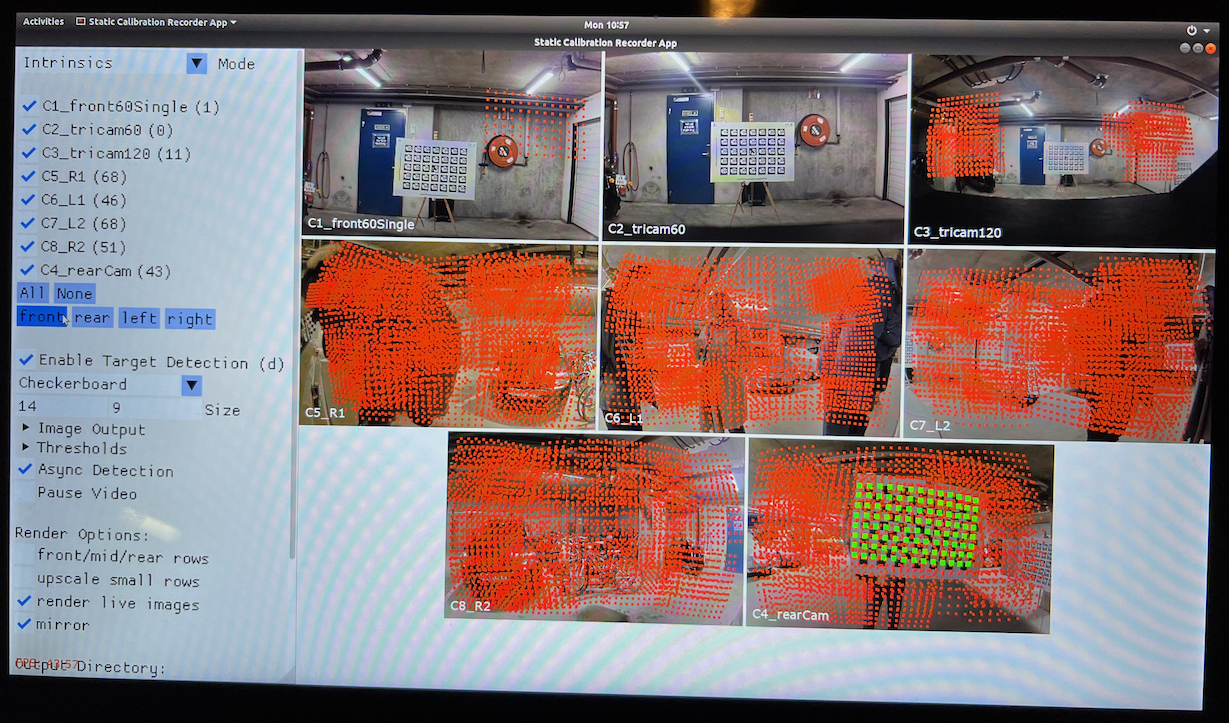 Activities Static Calibration Recorder App Mon 10:57
Static Calibration Recorder App
Intrinsics Mode
C1_front60Single (1)
C2_tricam60 (0)
C3_tricam120 (11)
C5_R1 (68)
C6_L1 (46)
C7_L2 (68)
C8_R2 (51)
C4_rearCam (43)
All None
front rear left right
Enable Target Detection (d)
Checkerboard
14 9 Size
Image Output
Thresholds
Async Detection
Pause Video
Render Options:
front/mid/rear rows
upscale small rows
render live images
mirror
Output Directory:
C1_front60Single
C2_tricam60
C3_tricam120
C5_R1
C6_L1
C7_L2
C8_R2
C4_rearCam